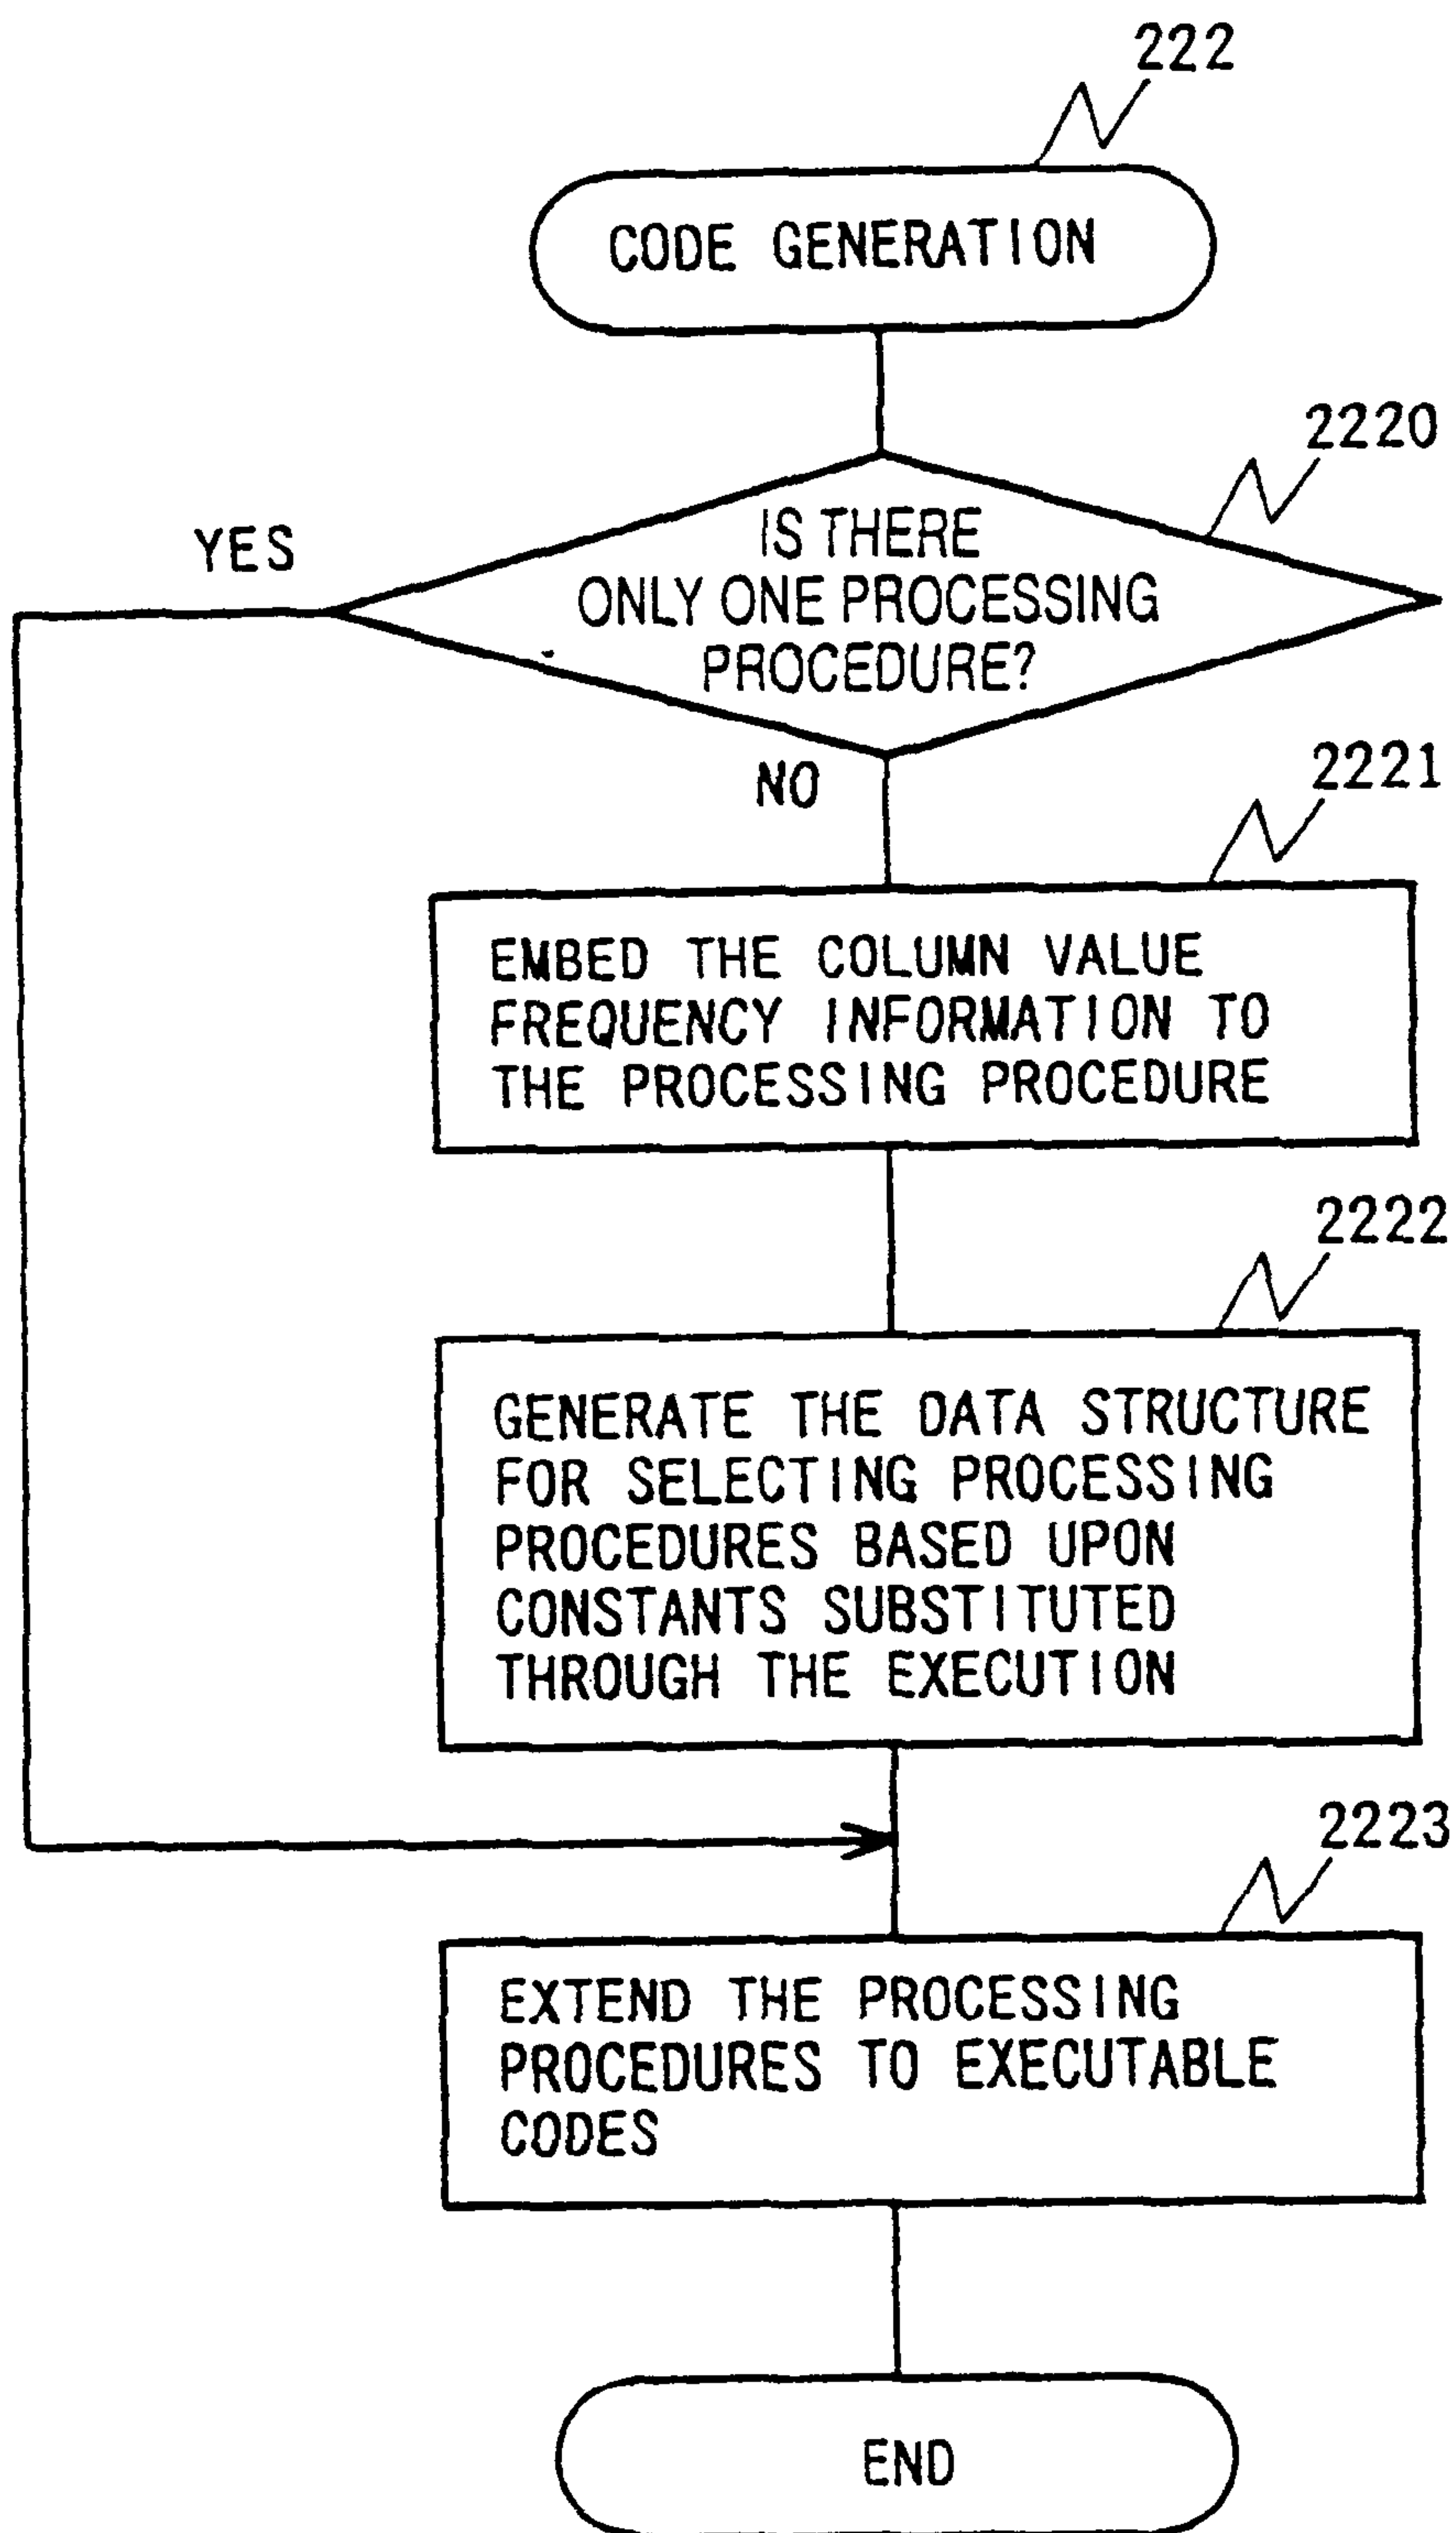 222
CODE GENERATION
2220
YES
IS THERE
ONLY ONE PROCESSING
PROCEDURE?
NO
2221
EMBED THE COLUMN VALUE
FREQUENCY INFORMATION TO
THE PROCESSING PROCEDURE
2222
GENERATE THE DATA STRUCTURE
FOR SELECTING PROCESSING
PROCEDURES BASED UPON
CONSTANTS SUBSTITUTED
THROUGH THE EXECUTION
2223
EXTEND THE PROCESSING
PROCEDURES TO EXECUTABLE
CODES
END